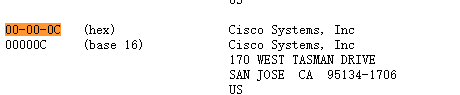 US
00-00-0C (hex) Cisco Systems, Inc
00000C (base 16) Cisco Systems, Inc
170 WEST TASMAN DRIVE
SAN JOSE CA 95134-1706
US